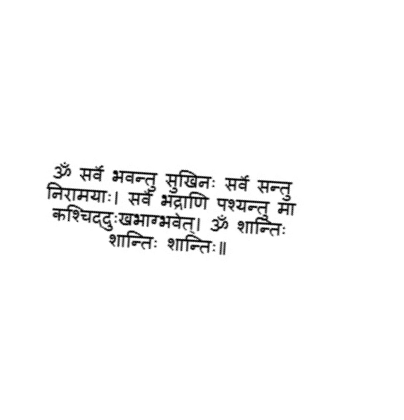 ॐ सर्वे भवन्तु सुखिनः सर्वे सन्तु
निरामयाः। सर्वे भद्राणि पश्यन्तु मा
कश्चिद्दुःखभाग्भवेत्। ॐ शान्तिः
शान्तिः शान्तिः॥